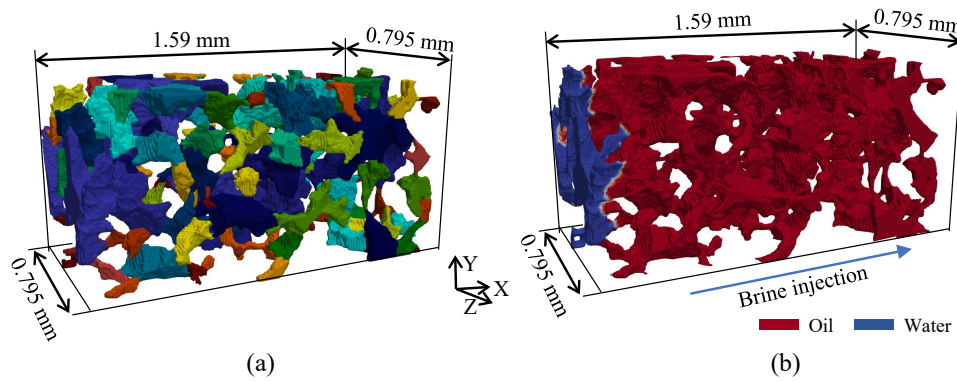 1.59 mm
0.795 mm
0.795 mm
Y
X
Z
(a)
1.59 mm
0.795 mm
0.795 mm
Brine injection
Oil
Water
(b)